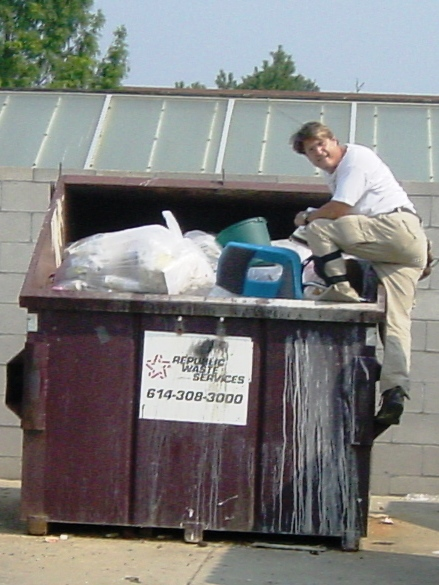 REPUBLIC
WASTE
SERVICES
614-308-3000